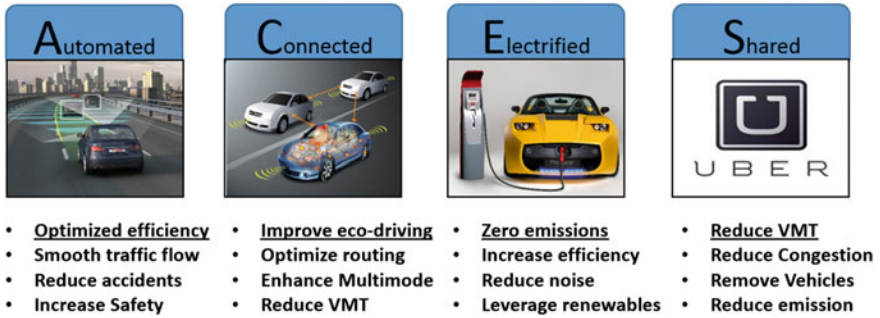 Automated
• Optimized efficiency
• Smooth traffic flow
• Reduce accidents
• Increase Safety
Connected
• Improve eco-driving
• Optimize routing
• Enhance Multimode
• Reduce VMT
Electrified
• Zero emissions
• Increase efficiency
• Reduce noise
• Leverage renewables
Shared
U
UBER
• Reduce VMT
• Reduce Congestion
• Remove Vehicles
• Reduce emission